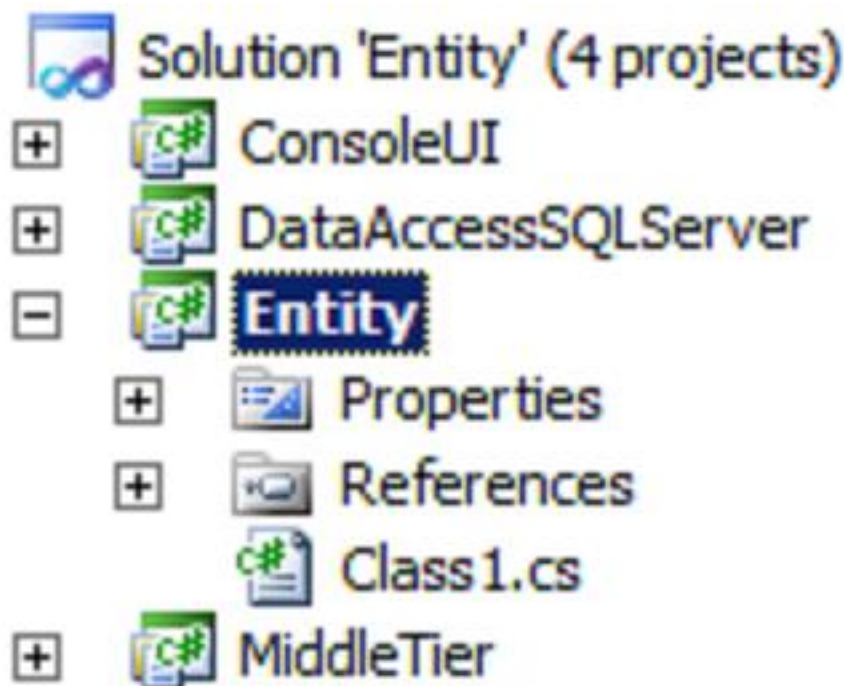 Solution 'Entity' (4 projects)
C# ConsoleUI
C# DataAccessSQLServer
C# Entity
Properties
References
C# Class1.cs
C# MiddleTier